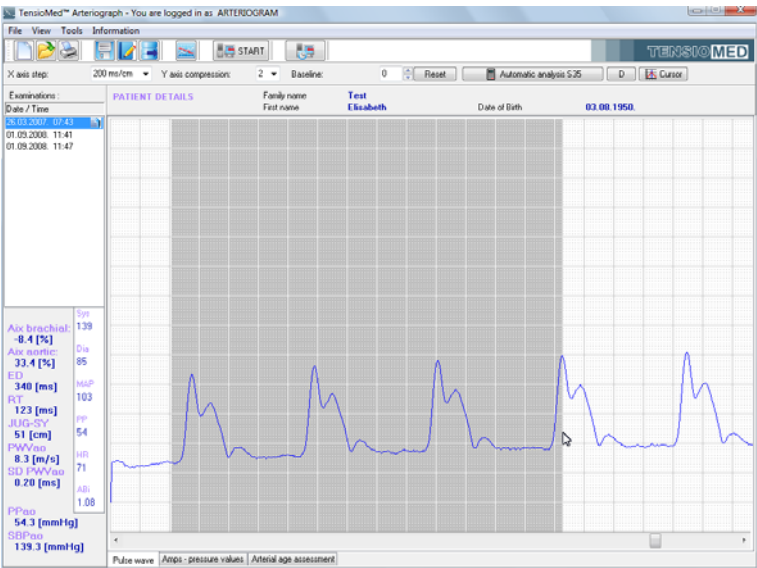 TensioMed™ Arteriograph - You are logged in as ARTERIOGRAM
File View Tools Information
START
TENSIOMED
X axis step: 200 ms/cm Y axis compression: 2 Baseline: 0 Reset Automatic analysis S35 D Cursor
Examinations :
Date / Time
26.03.2007. 07:43
01.09.2008. 11:41
01.09.2008. 11:47
PATIENT DETAILS Family name Test
First name Elisabeth Date of Birth 03.08.1950.
Aix brachial:
-8.4 [%]
Aix aortic:
33.4 [%]
ED
340 [ms]
RT
123 [ms]
JUG-SY
51 [cm]
PWVao
8.3 [m/s]
SD PWVao
0.20 [ms]
PPao
54.3 [mmHg]
SBPao
139.3 [mmHg]
Sys
139
Dia
85
MAP
103
PP
54
HR
71
ABI
1.08
Pulse wave Amps - pressure values Arterial age assessment